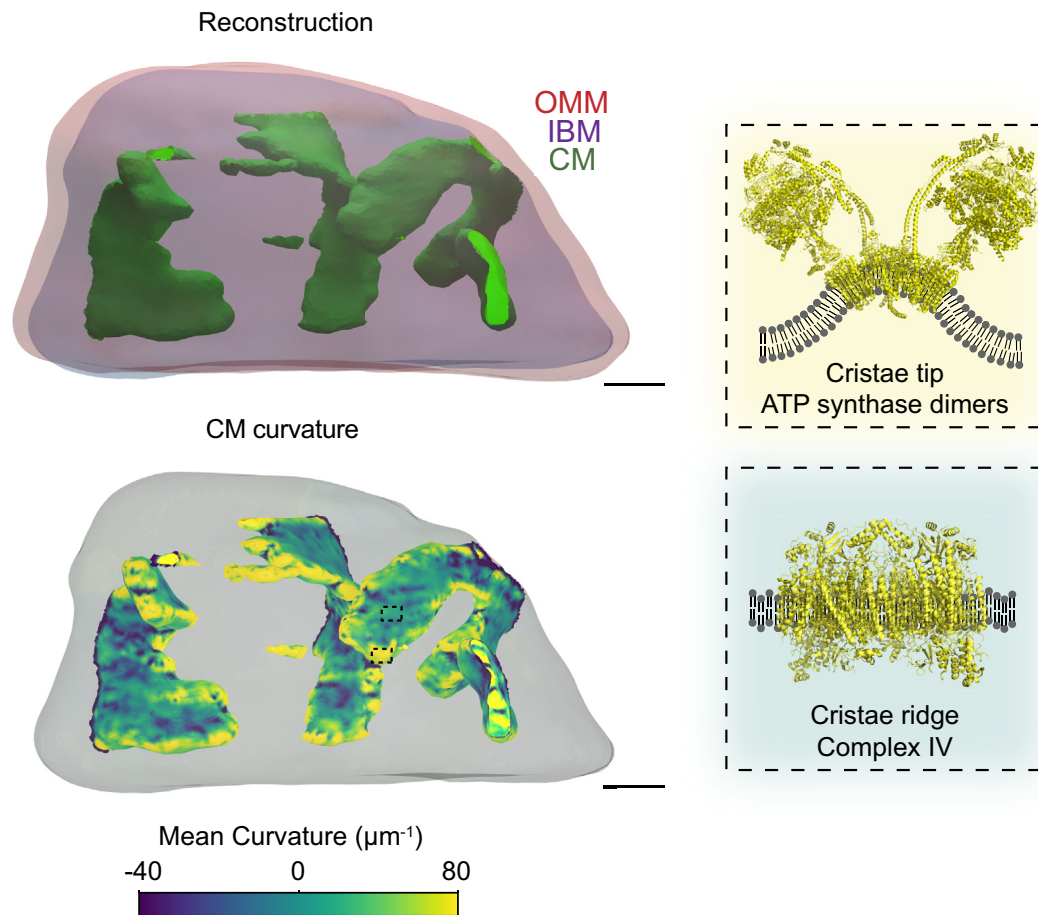 Reconstruction
OMM
IBM
CM
Cristae tip
ATP synthase dimers
CM curvature
Cristae ridge
Complex IV
Mean Curvature (µm⁻¹)
-40 0 80